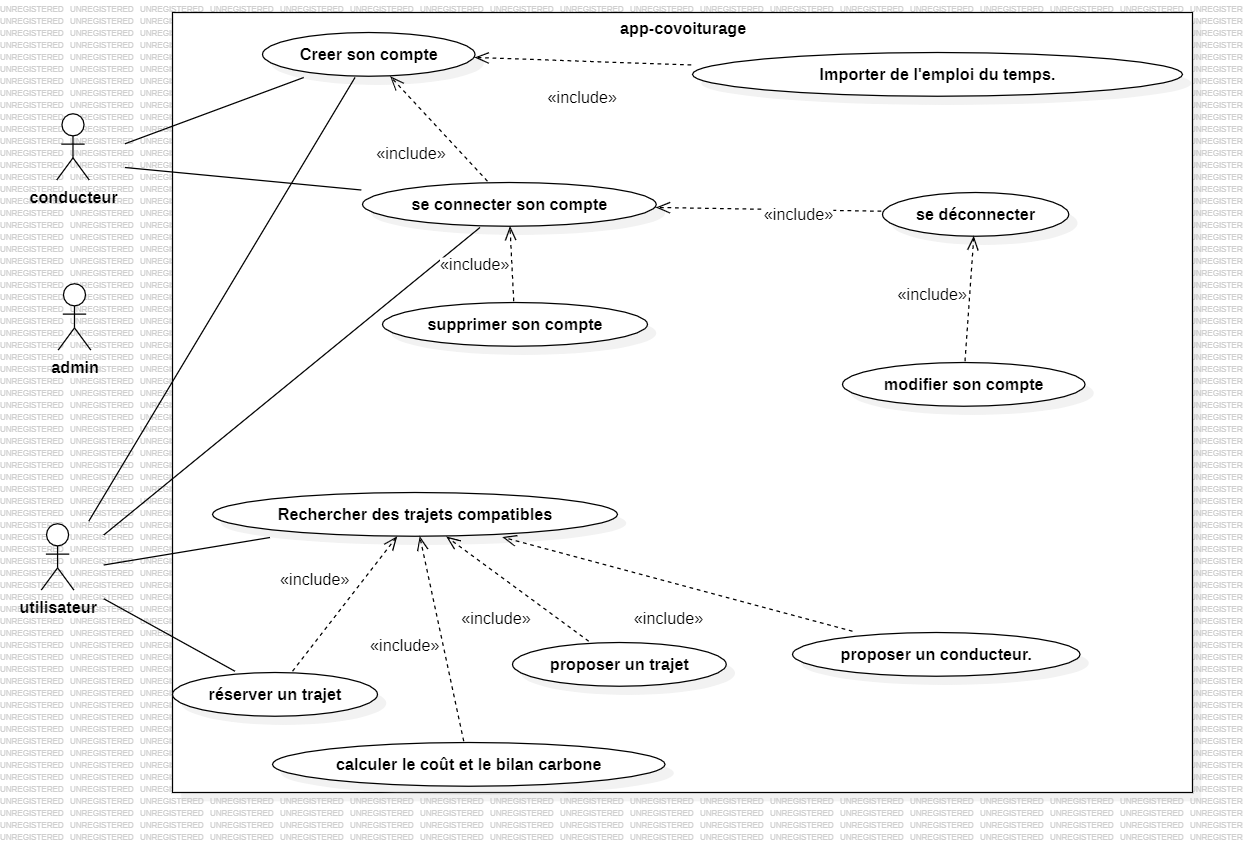 app-covoiturage
Creer son compte
Importer de l'emploi du temps.
«include»
«include»
conducteur
se connecter son compte
«include»
se déconnecter
«include»
«include»
supprimer son compte
admin
modifier son compte
Rechercher des trajets compatibles
«include»
utilisateur
«include»
«include»
«include»
proposer un trajet
proposer un conducteur.
réserver un trajet
calculer le coût et le bilan carbone
UNREGISTERED